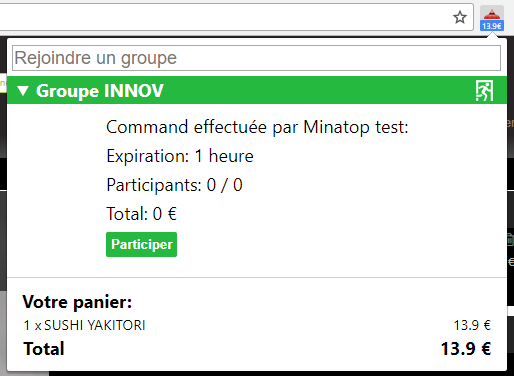 13.9€
Rejoindre un groupe
▼ Groupe INNOV
Command effectuée par Minatop test:
Expiration: 1 heure
Participants: 0 / 0
Total: 0 €
Participer
Votre panier:
1 x SUSHI YAKITORI 13.9 €
Total 13.9 €